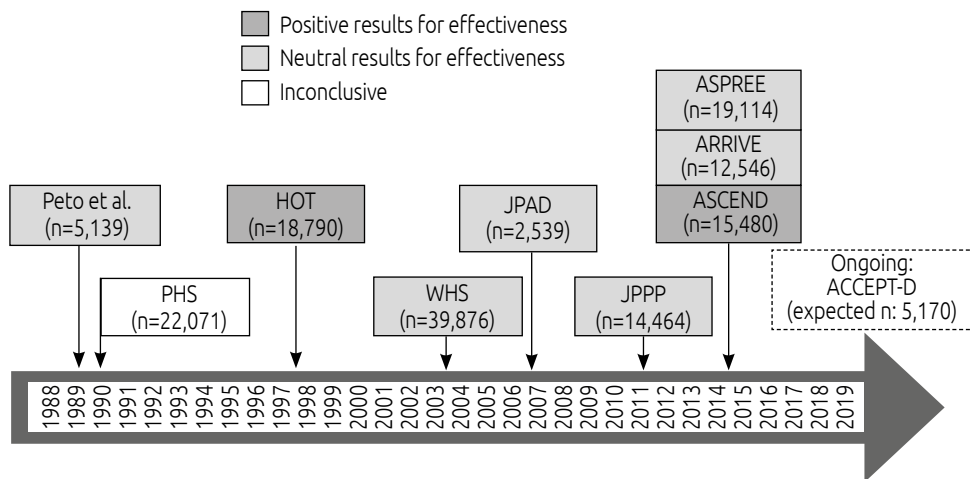 Positive results for effectiveness
Neutral results for effectiveness
Inconclusive
ASPREE
(n=19,114)
ARRIVE
(n=12,546)
ASCEND
(n=15,480)
Peto et al.
(n=5,139)
HOT
(n=18,790)
JPAD
(n=2,539)
PHS
(n=22,071)
WHS
(n=39,876)
JPPP
(n=14,464)
Ongoing:
ACCEPT-D
(expected n: 5,170)
1988
1989
1990
1991
1992
1993
1994
1995
1996
1997
1998
1999
2000
2001
2002
2003
2004
2005
2006
2007
2008
2009
2010
2011
2012
2013
2014
2015
2016
2017
2018
2019